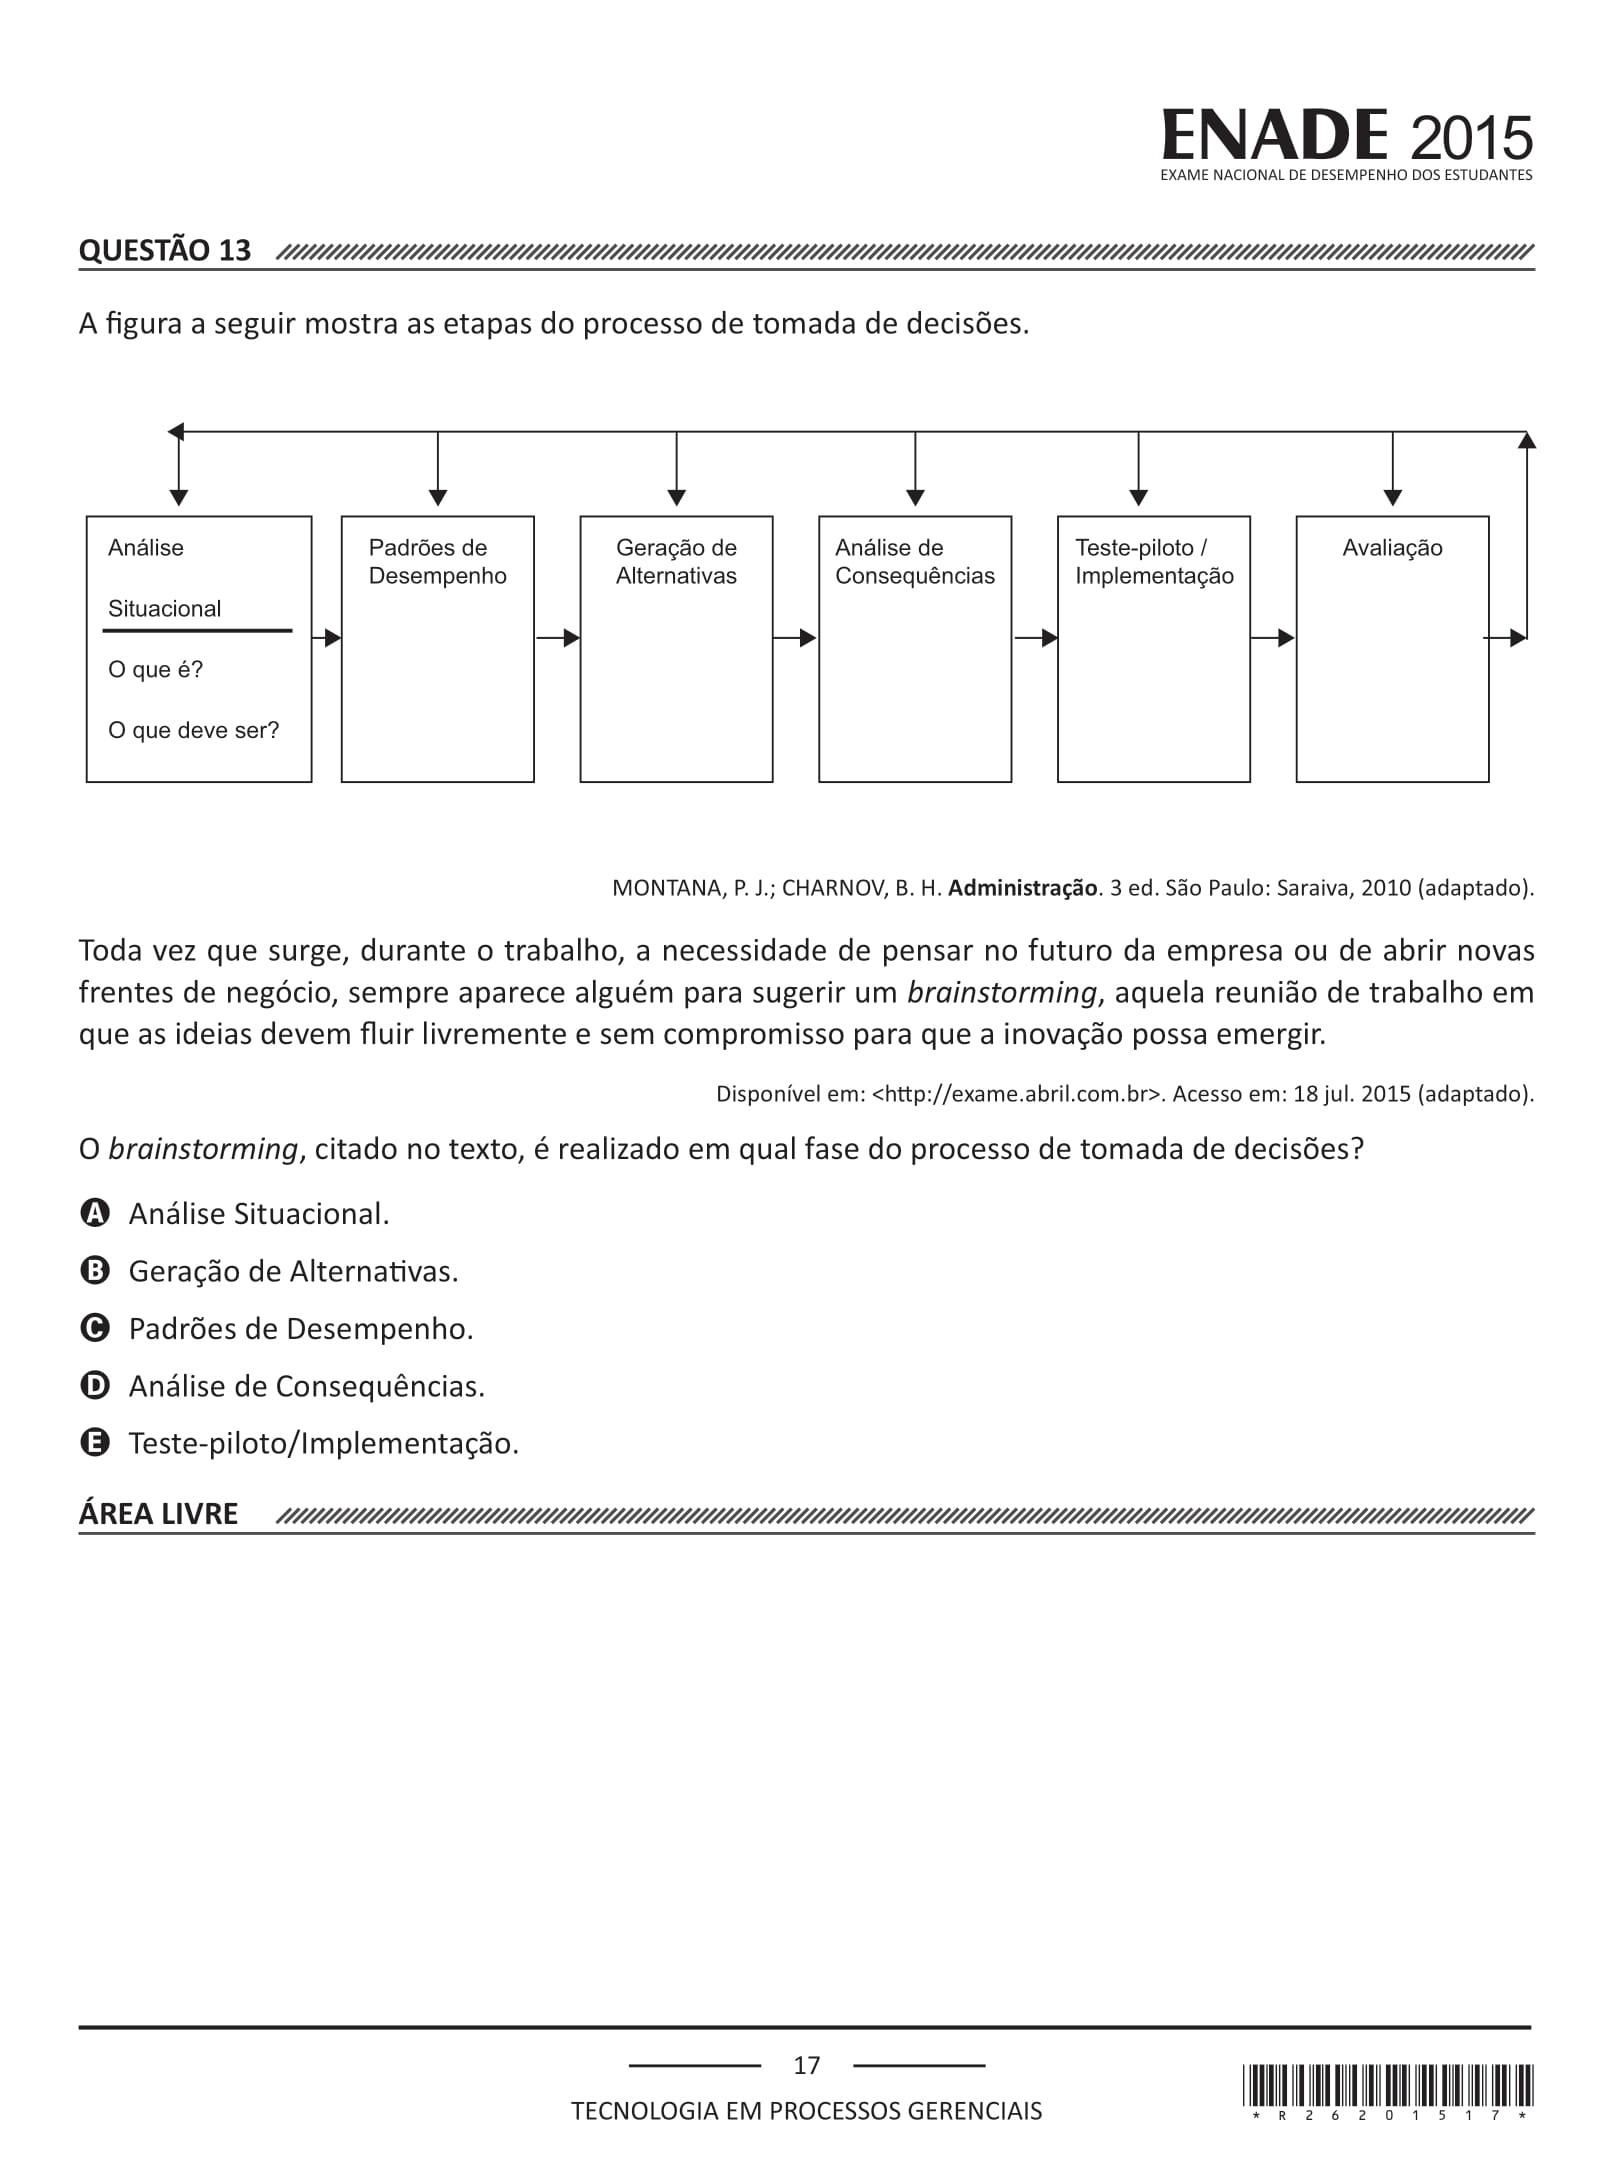 ENADE 2015
EXAME NACIONAL DE DESEMPENHO DOS ESTUDANTES
QUESTÃO 13
A figura a seguir mostra as etapas do processo de tomada de decisões.
Análise
Situacional
O que é?
O que deve ser?
Padrões de
Desempenho
Geração de
Alternativas
Análise de
Consequências
Teste-piloto /
Implementação
Avaliação
MONTANA, P. J.; CHARNOV, B. H. Administração. 3 ed. São Paulo: Saraiva, 2010 (adaptado).
Toda vez que surge, durante o trabalho, a necessidade de pensar no futuro da empresa ou de abrir novas
frentes de negócio, sempre aparece alguém para sugerir um brainstorming, aquela reunião de trabalho em
que as ideias devem fluir livremente e sem compromisso para que a inovação possa emergir.
Disponível em: <http://exame.abril.com.br>. Acesso em: 18 jul. 2015 (adaptado).
O brainstorming, citado no texto, é realizado em qual fase do processo de tomada de decisões?
A Análise Situacional.
B Geração de Alternativas.
C Padrões de Desempenho.
D Análise de Consequências.
E Teste-piloto/Implementação.
ÁREA LIVRE
17
TECNOLOGIA EM PROCESSOS GERENCIAIS
* R 2 6 2 0 1 5 1 7 *